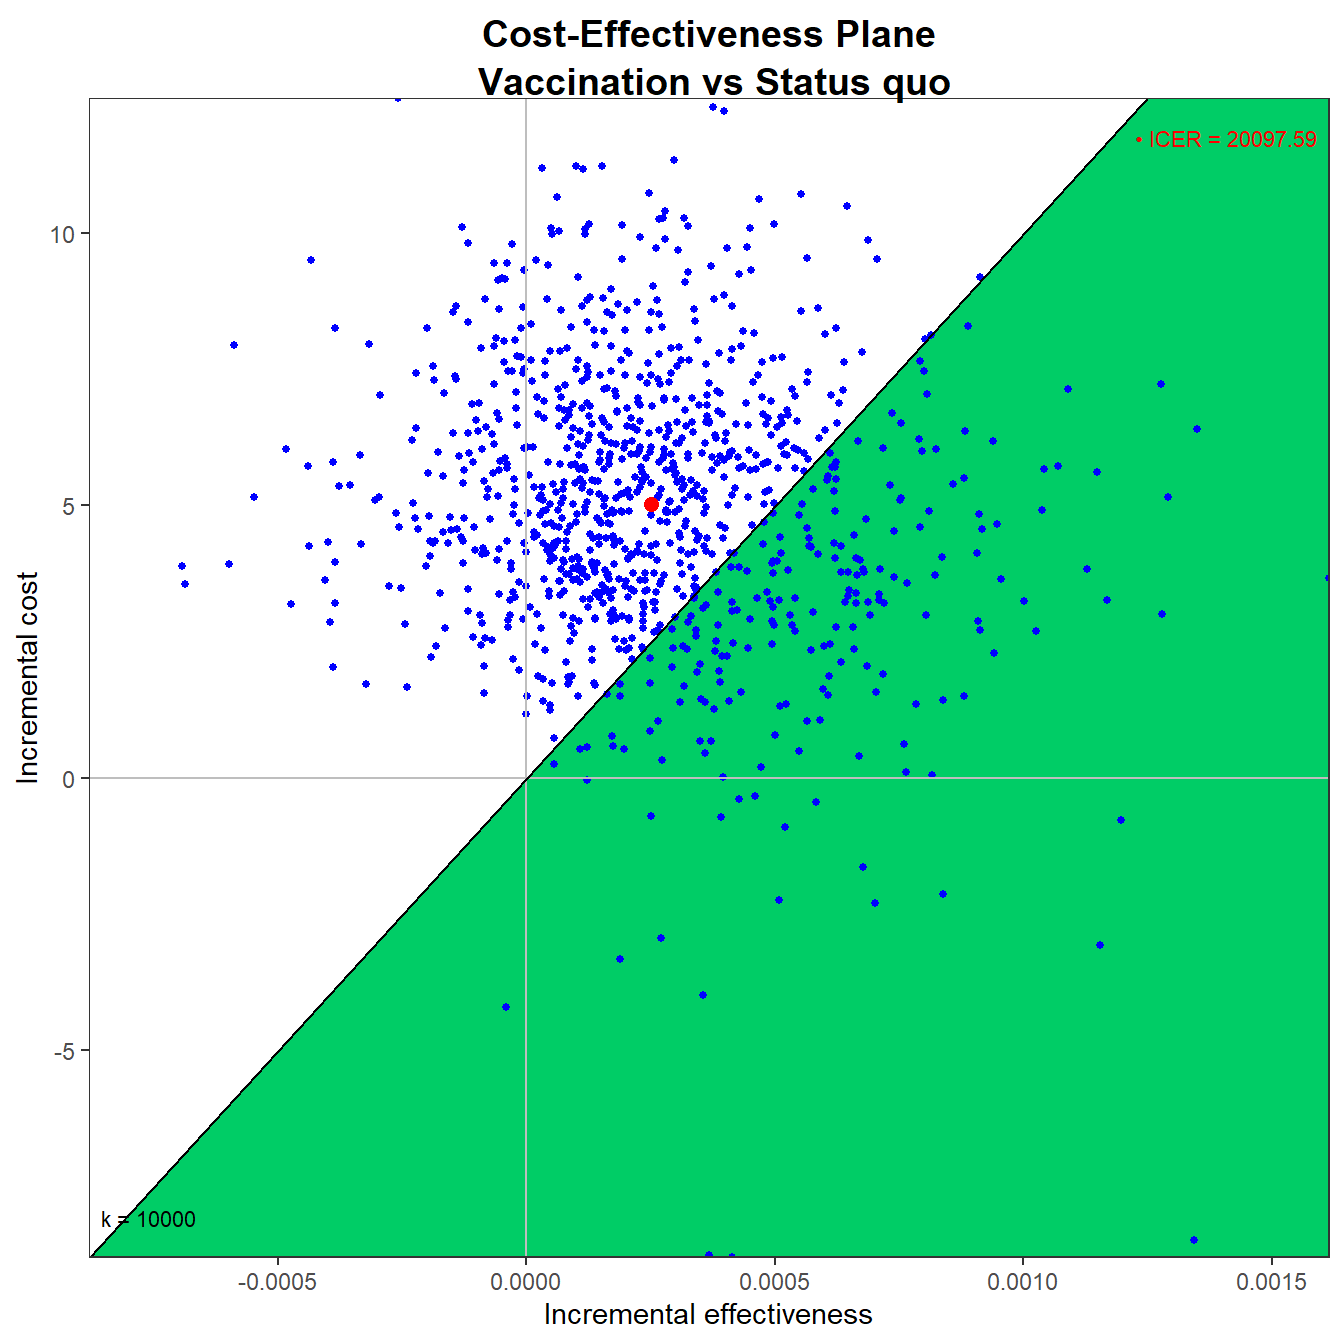 Cost-Effectiveness Plane
Vaccination vs Status quo
• ICER = 20097.59
10
5
0
-5
Incremental cost
k = 10000
-0.0005 0.0000 0.0005 0.0010 0.0015
Incremental effectiveness